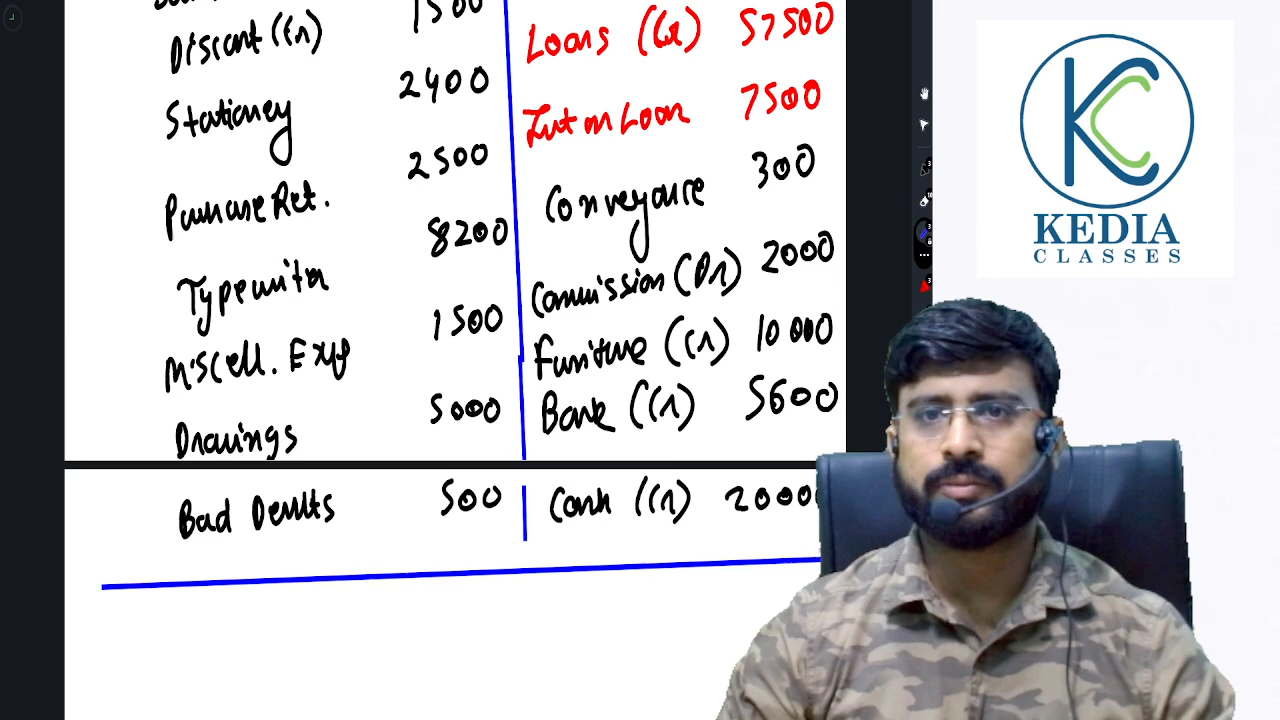 1500
Discount (Cr)
2400
Stationery
2500
Purchase Ret.
8200
Typewriter
1500
Miscell. Exp
5000
Drawings
Bad Debts 500
Loans (Cr) 57500
Int on Loan 7500
Conveyance 300
Commission (Dr) 2000
Furniture (Cr) 10000
Bank (Cr) 5600
Cash (Cr) 20000
KC
KEDIA
CLASSES